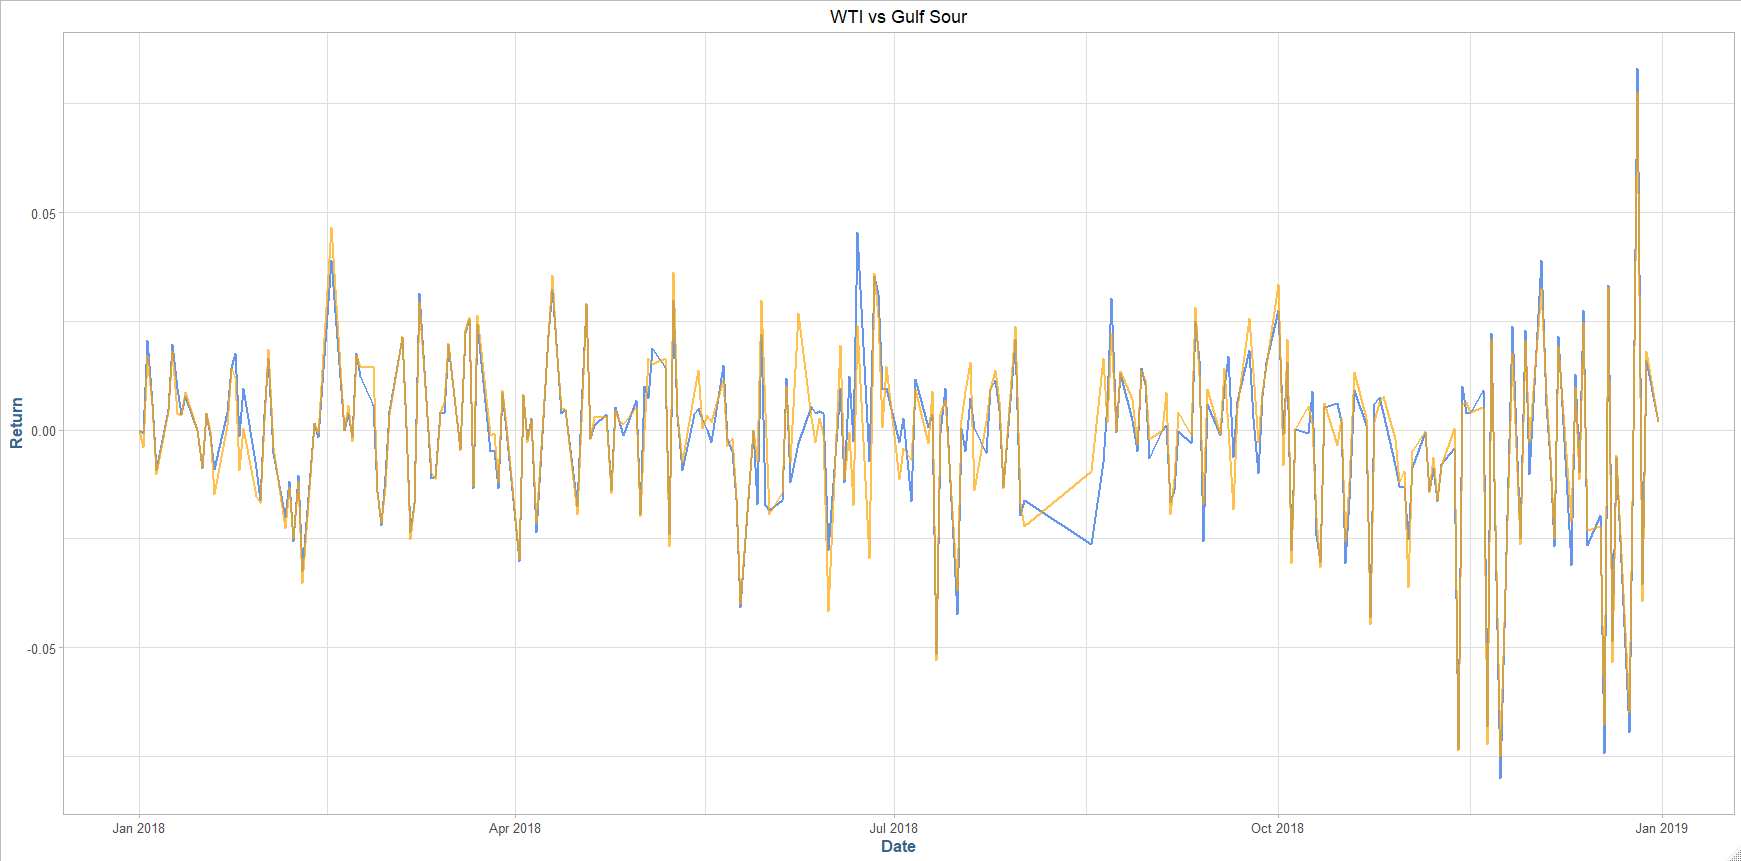 WTI vs Gulf Sour
Return
0.05
0.00
-0.05
Jan 2018
Apr 2018
Jul 2018
Oct 2018
Jan 2019
Date